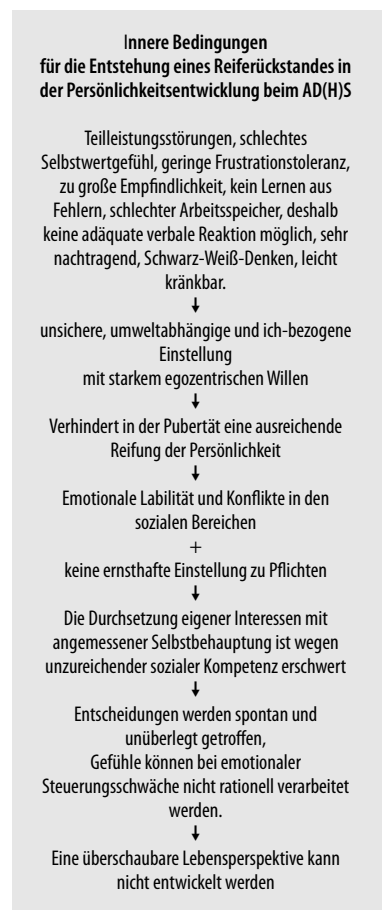 Innere Bedingungen
für die Entstehung eines Reiferückstandes in
der Persönlichkeitsentwicklung beim AD(H)S
Teilleistungsstörungen, schlechtes
Selbstwertgefühl, geringe Frustrationstoleranz,
zu große Empfindlichkeit, kein Lernen aus
Fehlern, schlechter Arbeitsspeicher, deshalb
keine adäquate verbale Reaktion möglich, sehr
nachtragend, Schwarz-Weiß-Denken, leicht
kränkbar.
↓
unsichere, umweltabhängige und ich-bezogene
Einstellung
mit starkem egozentrischen Willen
↓
Verhindert in der Pubertät eine ausreichende
Reifung der Persönlichkeit
↓
Emotionale Labilität und Konflikte in den
sozialen Bereichen
+
keine ernsthafte Einstellung zu Pflichten
↓
Die Durchsetzung eigener Interessen mit
angemessener Selbstbehauptung ist wegen
unzureichender sozialer Kompetenz erschwert
↓
Entscheidungen werden spontan und
unüberlegt getroffen,
Gefühle können bei emotionaler
Steuerungsschwäche nicht rationell verarbeitet
werden.
↓
Eine überschaubare Lebensperspektive kann
nicht entwickelt werden